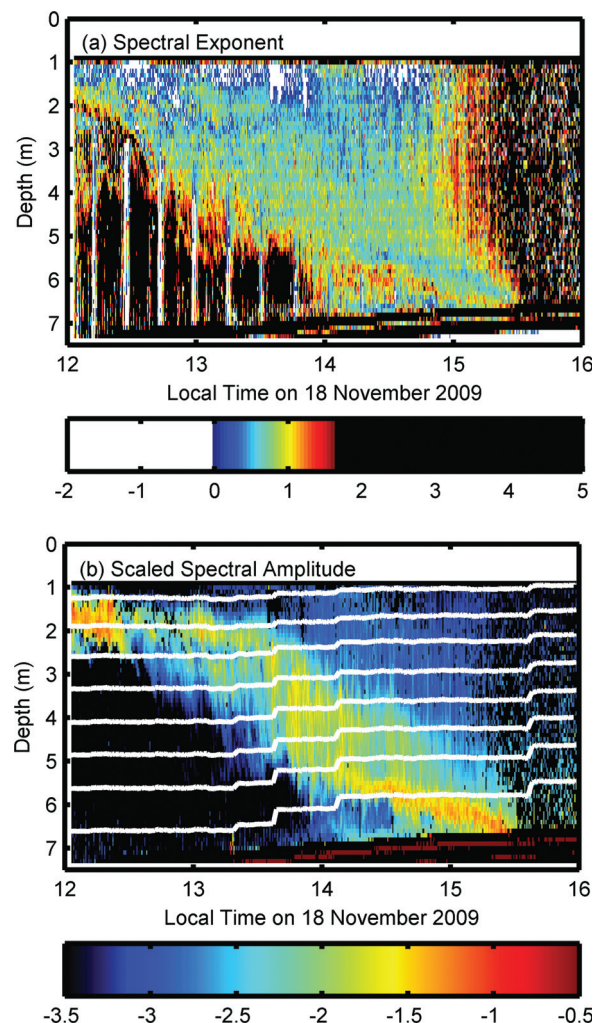 0
(a) Spectral Exponent
1
2
3
4
5
6
7
Depth (m)
12 13 14 15 16
Local Time on 18 November 2009
-2 -1 0 1 2 3 4 5
0
(b) Scaled Spectral Amplitude
1
2
3
4
5
6
7
Depth (m)
12 13 14 15 16
Local Time on 18 November 2009
-3.5 -3 -2.5 -2 -1.5 -1 -0.5